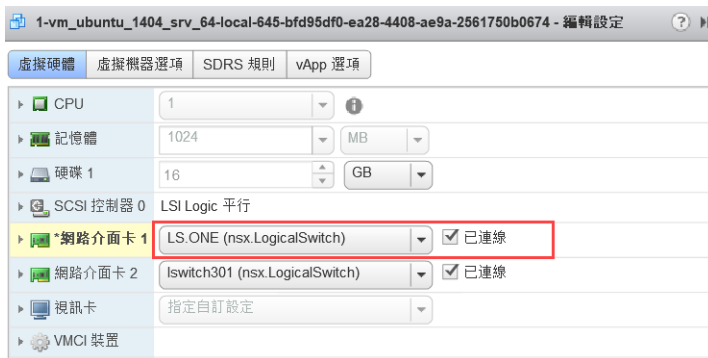 1-vm_ubuntu_1404_srv_64-local-645-bfd95df0-ea28-4408-ae9a-2561750b0674 - 編輯設定
虛擬硬體 虛擬機器選項 SDRS 規則 vApp 選項
CPU 1
記憶體 1024 MB
硬碟 1 16 GB
SCSI 控制器 0 LSI Logic 平行
*網路介面卡 1 LS.ONE (nsx.LogicalSwitch) 已連線
網路介面卡 2 lswitch301 (nsx.LogicalSwitch) 已連線
視訊卡 指定自訂設定
VMCI 裝置